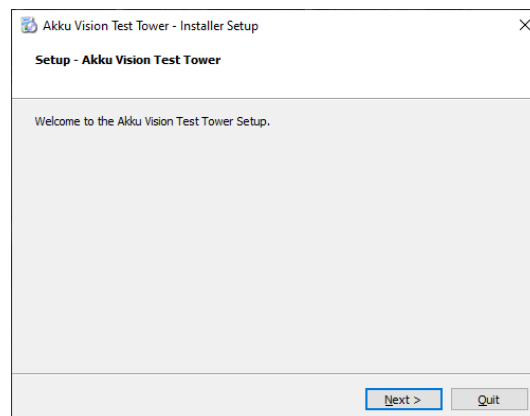 Akku Vision Test Tower - Installer Setup
Setup - Akku Vision Test Tower
Welcome to the Akku Vision Test Tower Setup.
Next > Quit